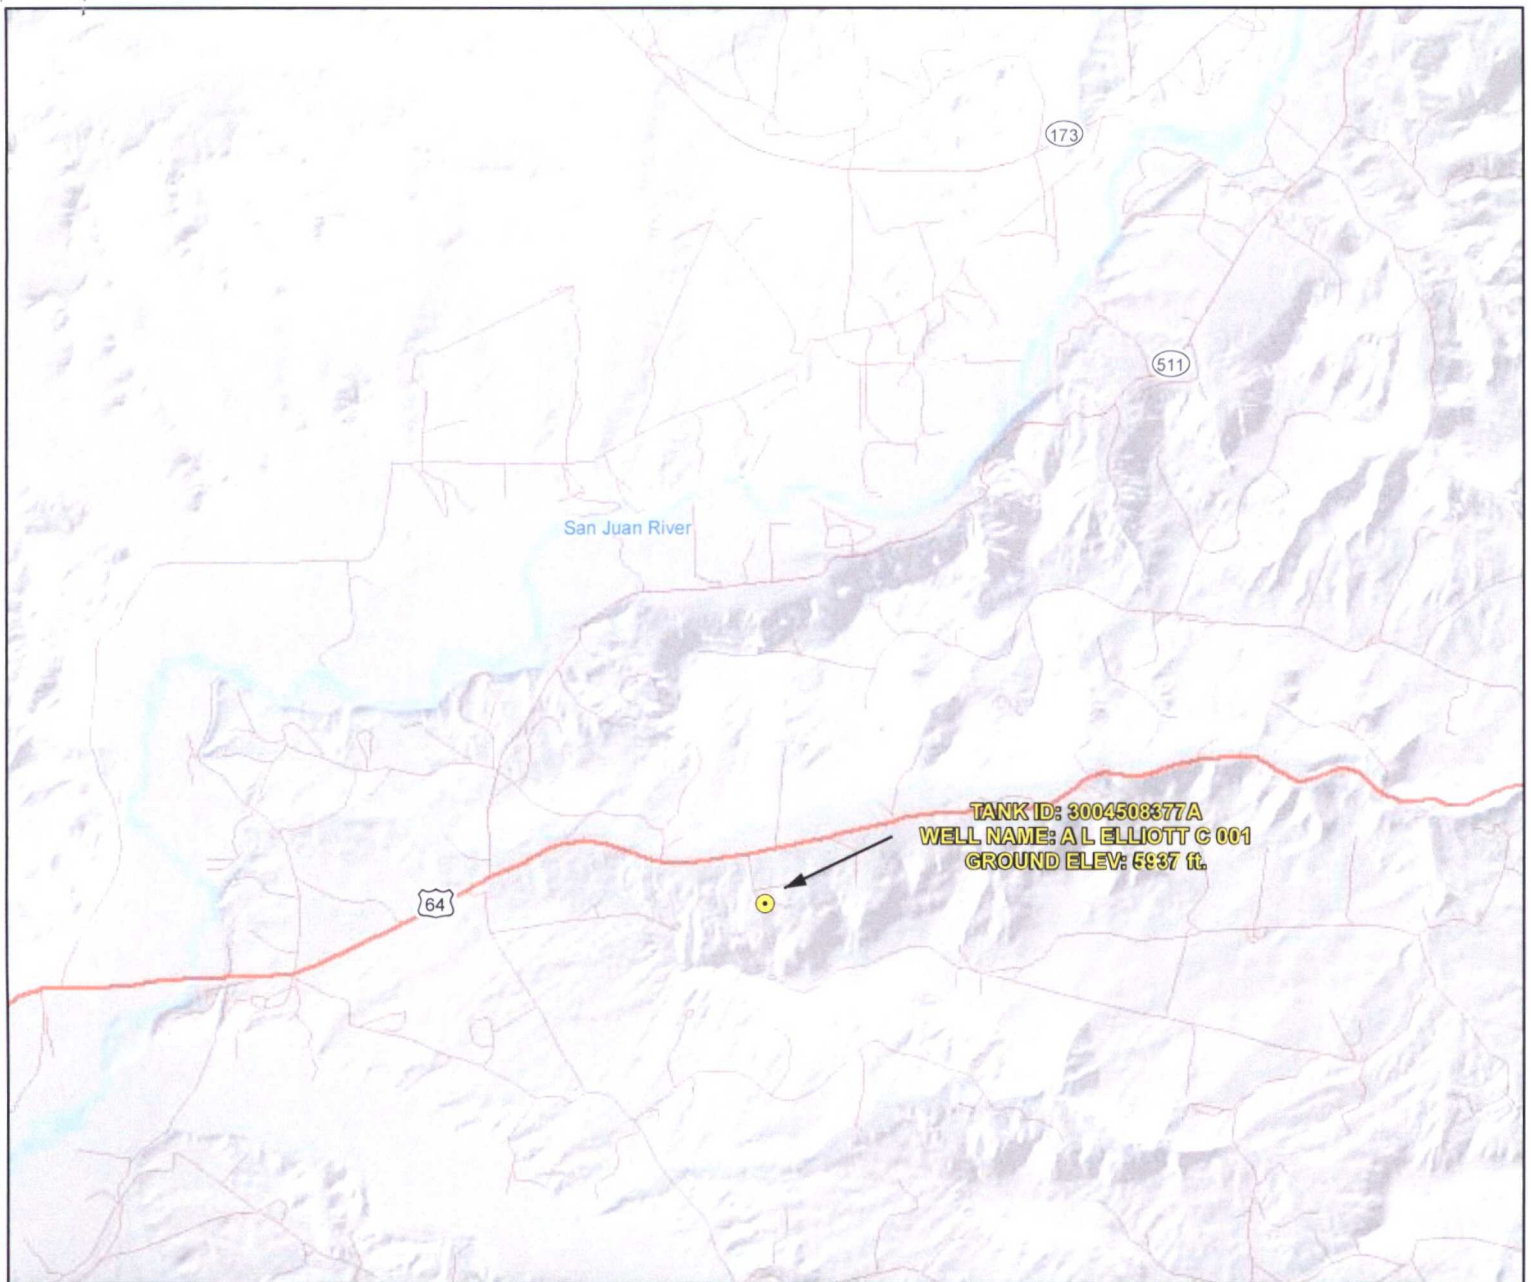 173
511
San Juan River
TANK ID: 3004508377A
WELL NAME: A L ELLIOTT C 001
GROUND ELEV: 5937 ft.
64